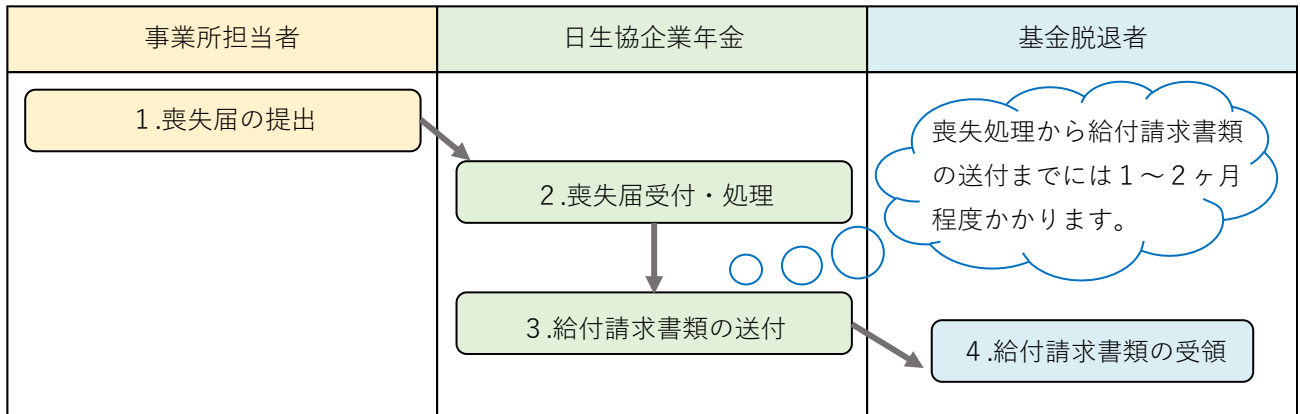 事業所担当者
日生協企業年金
基金脱退者
１.喪失届の提出
喪失処理から給付請求書類
の送付までには１～２ヶ月
程度かかります。
２.喪失届受付・処理
３.給付請求書類の送付
４.給付請求書類の受領